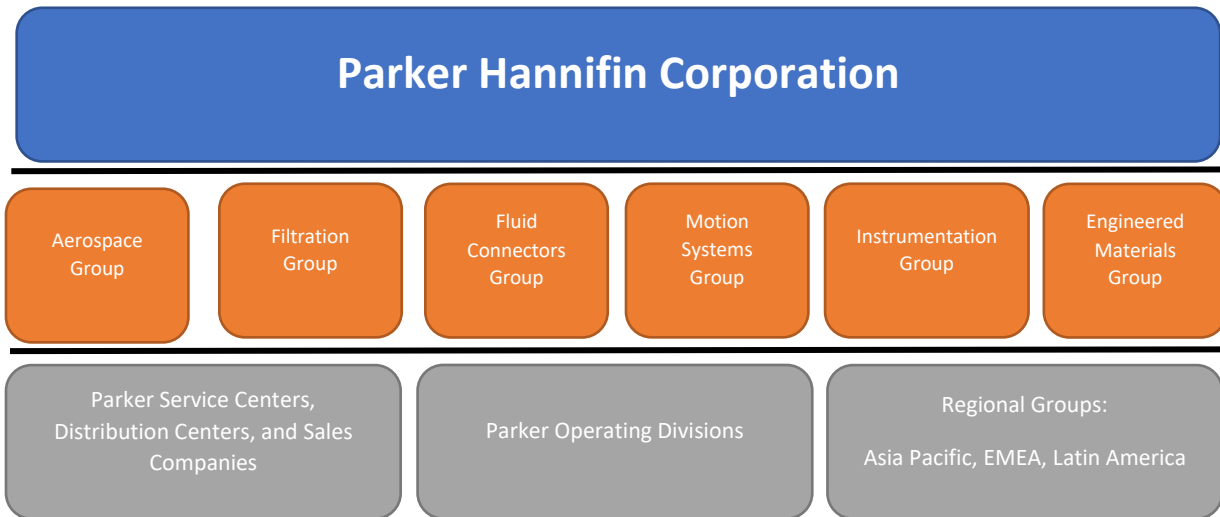 Parker Hannifin Corporation
Aerospace
Group
Filtration
Group
Fluid
Connectors
Group
Motion
Systems
Group
Instrumentation
Group
Engineered
Materials
Group
Parker Service Centers,
Distribution Centers, and Sales
Companies
Parker Operating Divisions
Regional Groups:
Asia Pacific, EMEA, Latin America